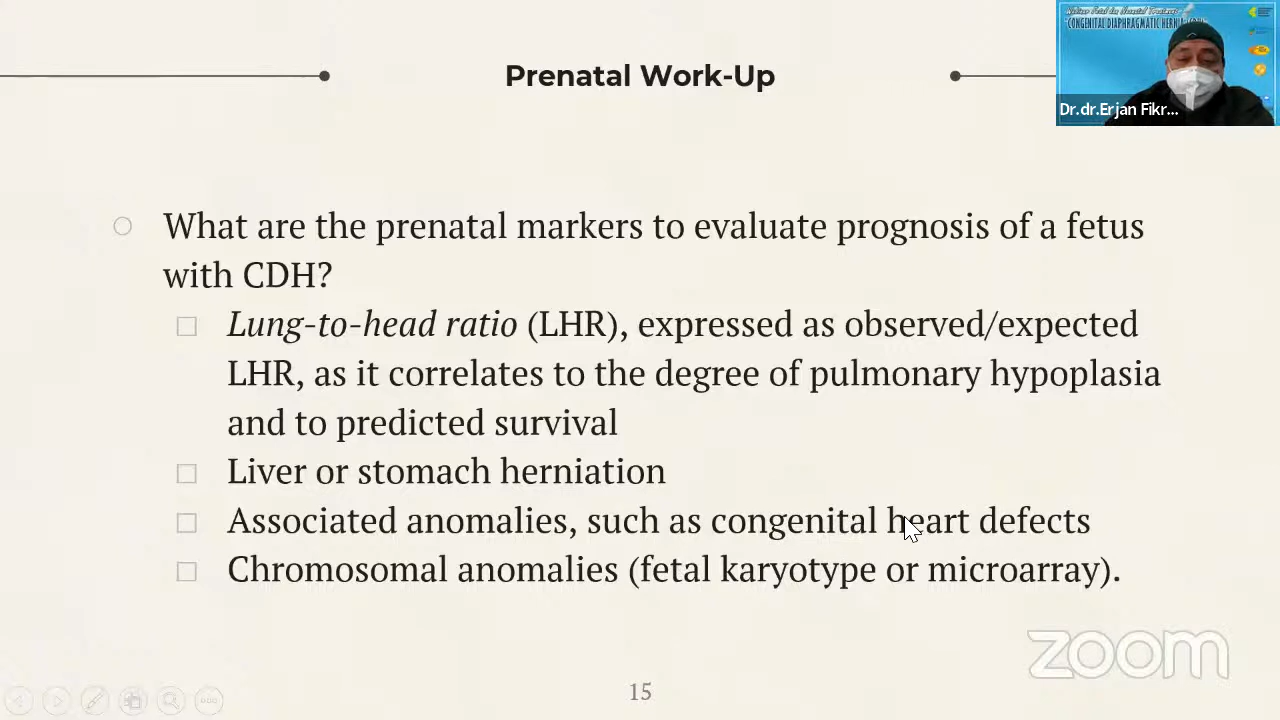 Prenatal Work-Up
CONGENITAL DIAPHRAGMATIC HERNIA
Dr.dr.Erjan Fikr...
What are the prenatal markers to evaluate prognosis of a fetus
with CDH?
Lung-to-head ratio (LHR), expressed as observed/expected
LHR, as it correlates to the degree of pulmonary hypoplasia
and to predicted survival
Liver or stomach herniation
Associated anomalies, such as congenital heart defects
Chromosomal anomalies (fetal karyotype or microarray).
zoom
15